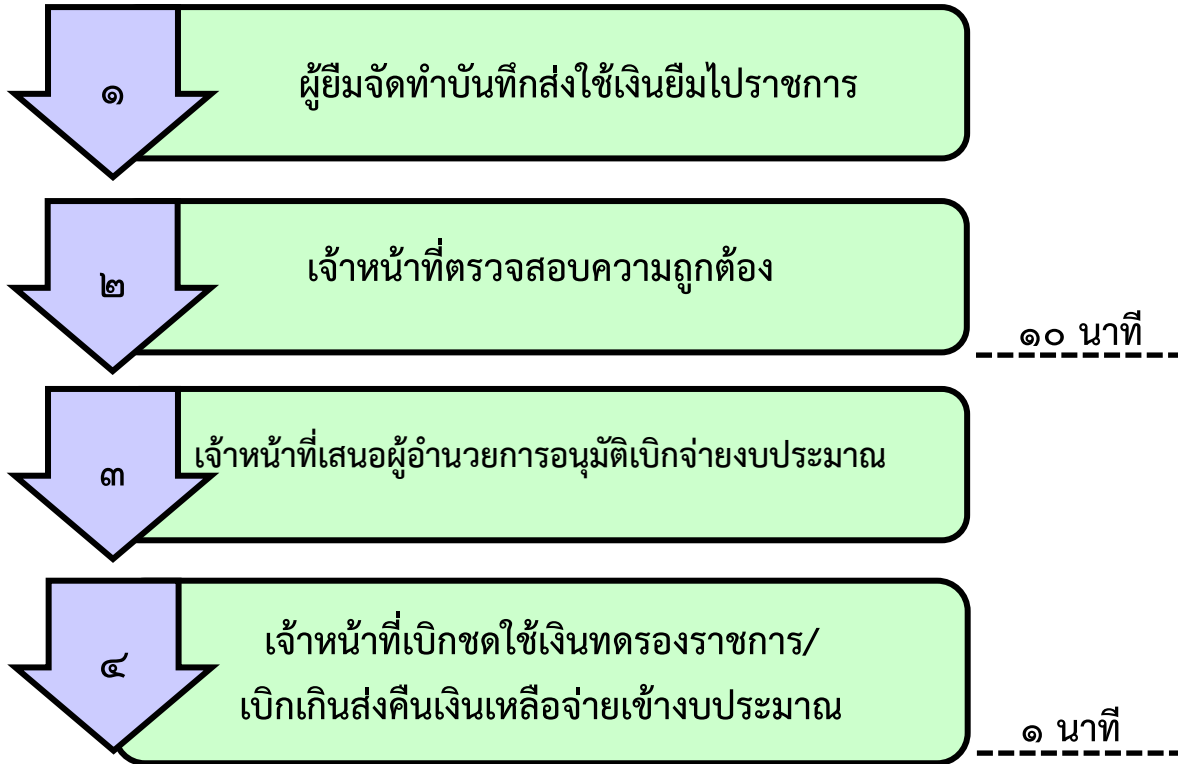 ๑
ผู้ยืมจัดทำบันทึกส่งใช้เงินยืมไปราชการ
๒
เจ้าหน้าที่ตรวจสอบความถูกต้อง
๑๐ นาที
๓
เจ้าหน้าที่เสนอผู้อำนวยการอนุมัติเบิกจ่ายงบประมาณ
๔
เจ้าหน้าที่เบิกชดใช้เงินทดรองราชการ/
เบิกเกินส่งคืนเงินเหลือจ่ายเข้างบประมาณ
๑ นาที